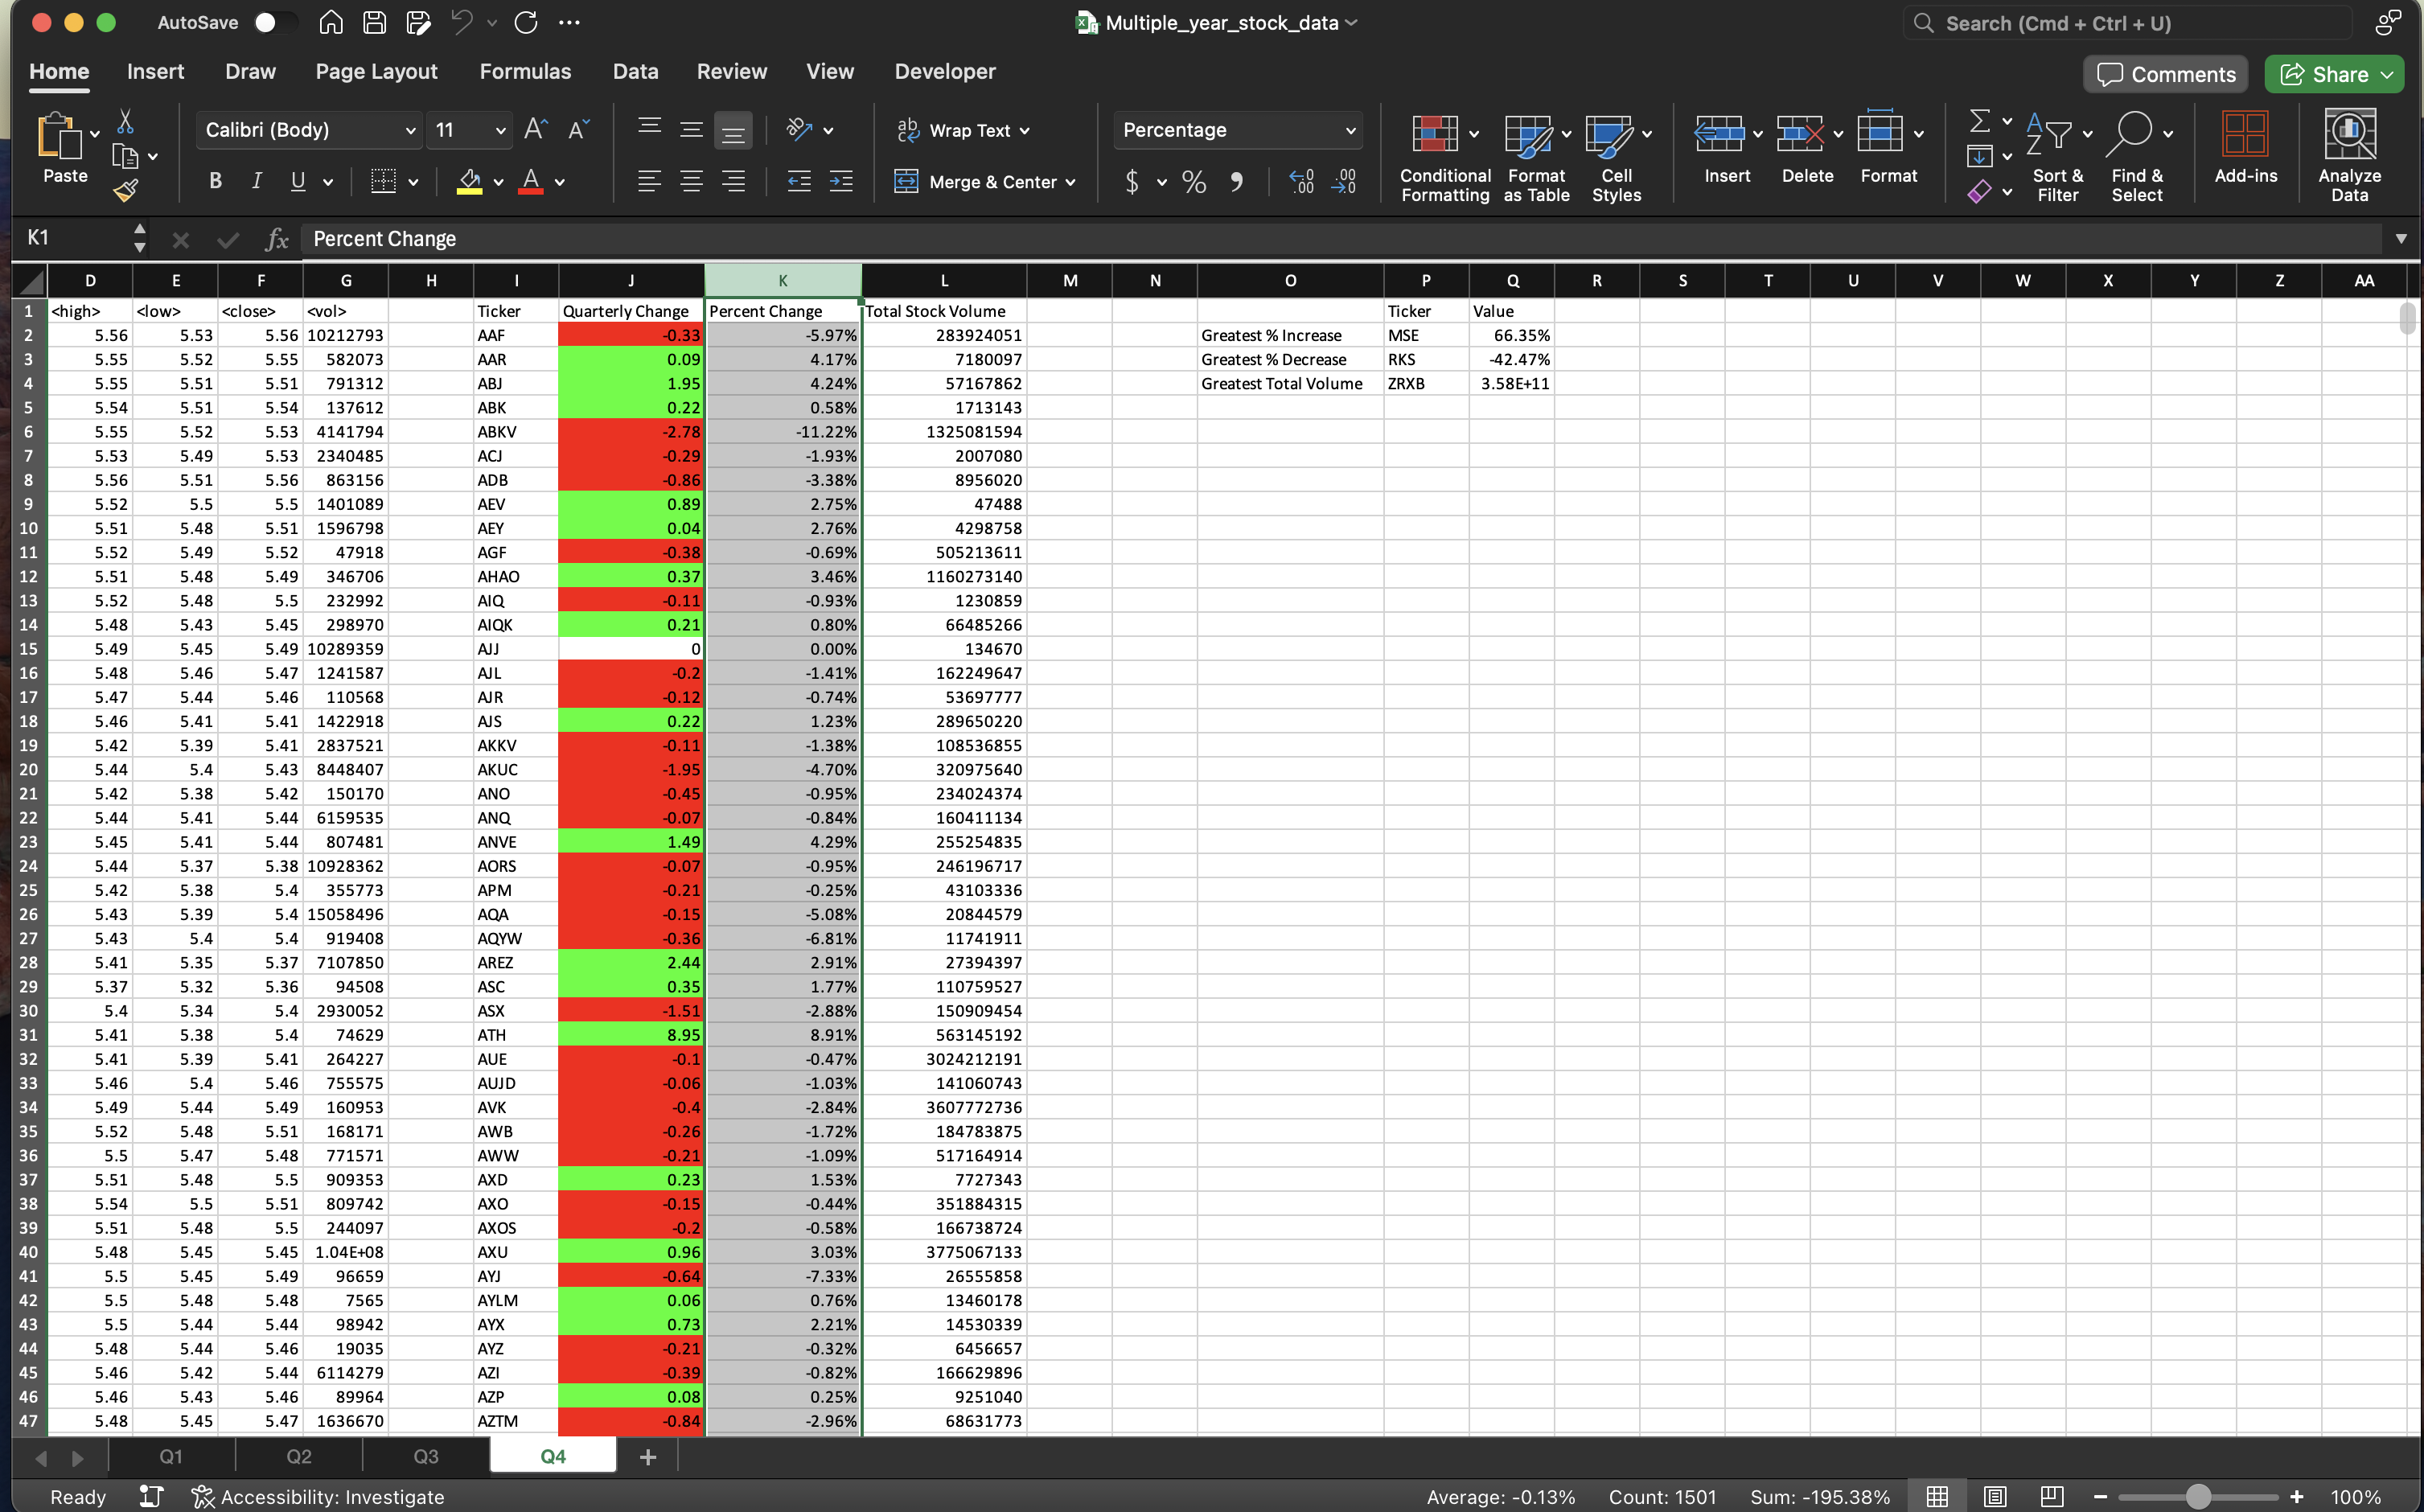 AutoSave Multiple_year_stock_data Search (Cmd + Ctrl + U)
Home Insert Draw Page Layout Formulas Data Review View Developer Comments Share
Paste Calibri (Body) 11 A A Wrap Text Percentage Conditional Formatting Format as Table Cell Styles Insert Delete Format Sort & Filter Find & Select Add-ins Analyze Data
B I U A Merge & Center $ % , .00 .00
K1 fx Percent Change
D E F G H I J K L M N O P Q R S T U V W X Y Z AA
1 <high> <low> <close> <vol> Ticker Quarterly Change Percent Change Total Stock Volume Ticker Value
2 5.56 5.53 5.56 10212793 AAF -0.33 -5.97% 283924051 Greatest % Increase MSE 66.35%
3 5.55 5.52 5.55 582073 AAR 0.09 4.17% 7180097 Greatest % Decrease RKS -42.47%
4 5.55 5.51 5.51 791312 ABJ 1.95 4.24% 57167862 Greatest Total Volume ZRXB 3.58E+11
5 5.54 5.51 5.54 137612 ABK 0.22 0.58% 1713143
6 5.55 5.52 5.53 4141794 ABKV -2.78 -11.22% 1325081594
7 5.53 5.49 5.53 2340485 ACJ -0.29 -1.93% 2007080
8 5.56 5.51 5.56 863156 ADB -0.86 -3.38% 8956020
9 5.52 5.5 5.5 1401089 AEV 0.89 2.75% 47488
10 5.51 5.48 5.51 1596798 AEY 0.04 2.76% 4298758
11 5.52 5.49 5.52 47918 AGF -0.38 -0.69% 505213611
12 5.51 5.48 5.49 346706 AHAO 0.37 3.46% 1160273140
13 5.52 5.48 5.5 232992 AIQ -0.11 -0.93% 1230859
14 5.48 5.43 5.45 298970 AIQK 0.21 0.80% 66485266
15 5.49 5.45 5.49 10289359 AJJ 0 0.00% 134670
16 5.48 5.46 5.47 1241587 AJL -0.2 -1.41% 162249647
17 5.47 5.44 5.46 110568 AJR -0.12 -0.74% 53697777
18 5.46 5.41 5.41 1422918 AJS 0.22 1.23% 289650220
19 5.42 5.39 5.41 2837521 AKKV -0.11 -1.38% 108536855
20 5.44 5.4 5.43 8448407 AKUC -1.95 -4.70% 320975640
21 5.42 5.38 5.42 150170 ANO -0.45 -0.95% 234024374
22 5.44 5.41 5.44 6159535 ANQ -0.07 -0.84% 160411134
23 5.45 5.41 5.44 807481 ANVE 1.49 4.29% 255254835
24 5.44 5.37 5.38 10928362 AORS -0.07 -0.95% 246196717
25 5.42 5.38 5.4 355773 APM -0.21 -0.25% 43103336
26 5.43 5.39 5.4 15058496 AQA -0.15 -5.08% 20844579
27 5.43 5.4 5.4 919408 AQYW -0.36 -6.81% 11741911
28 5.41 5.35 5.37 7107850 AREZ 2.44 2.91% 27394397
29 5.37 5.32 5.36 94508 ASC 0.35 1.77% 110759527
30 5.4 5.34 5.4 2930052 ASX -1.51 -2.88% 150909454
31 5.41 5.38 5.4 74629 ATH 8.95 8.91% 563145192
32 5.41 5.39 5.41 264227 AUE -0.1 -0.47% 3024212191
33 5.46 5.4 5.46 755575 AUJD -0.06 -1.03% 141060743
34 5.49 5.44 5.49 160953 AVK -0.4 -2.84% 3607772736
35 5.52 5.48 5.51 168171 AWB -0.26 -1.72% 184783875
36 5.5 5.47 5.48 771571 AWW -0.21 -1.09% 517164914
37 5.51 5.48 5.5 909353 AXD 0.23 1.53% 7727343
38 5.54 5.5 5.51 809742 AXO -0.15 -0.44% 351884315
39 5.51 5.48 5.5 244097 AXOS -0.2 -0.58% 166738724
40 5.48 5.45 5.45 1.04E+08 AXU 0.96 3.03% 3775067133
41 5.5 5.45 5.49 96659 AYJ -0.64 -7.33% 26555858
42 5.5 5.48 5.48 7565 AYLM 0.06 0.76% 13460178
43 5.5 5.44 5.44 98942 AYX 0.73 2.21% 14530339
44 5.48 5.44 5.46 19035 AYZ -0.21 -0.32% 6456657
45 5.46 5.42 5.44 6114279 AZI -0.39 -0.82% 166629896
46 5.46 5.43 5.46 89964 AZP 0.08 0.25% 9251040
47 5.48 5.45 5.47 1636670 AZTM -0.84 -2.96% 68631773
Q1 Q2 Q3 Q4 +
Ready Accessibility: Investigate Average: -0.13% Count: 1501 Sum: -195.38% 100%